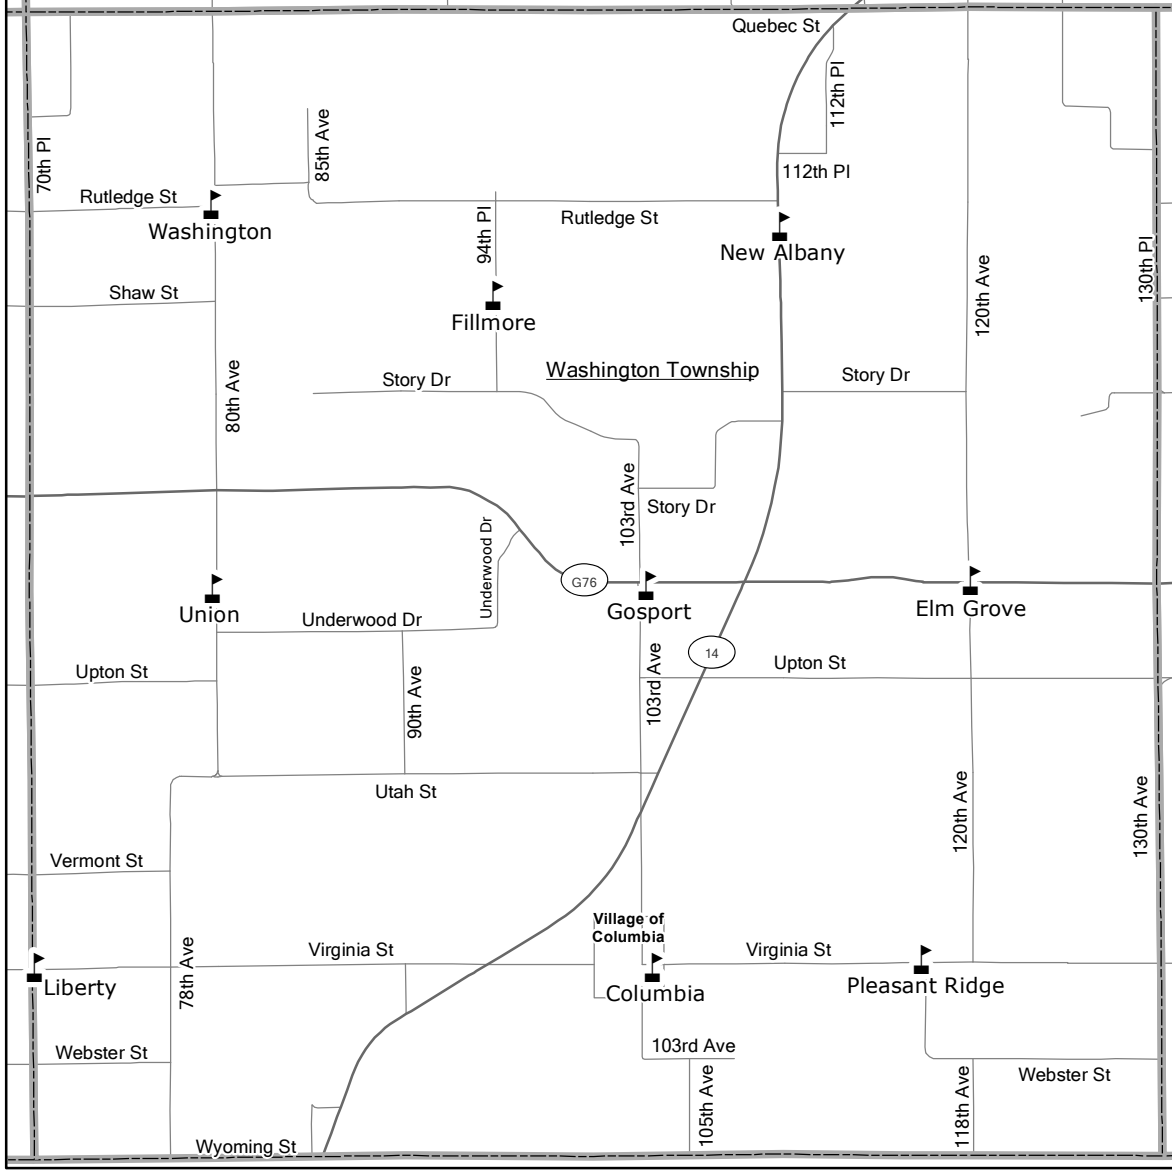 Quebec St
112th Pl
85th Ave
70th Pl
112th Pl
Rutledge St
Washington
94th Pl
Rutledge St
New Albany
130th Pl
120th Ave
Shaw St
Fillmore
Washington Township
Story Dr
Story Dr
80th Ave
103rd Ave
Story Dr
Underwood Dr
G76
Union
Gosport
Elm Grove
Underwood Dr
14
Upton St
Upton St
103rd Ave
90th Ave
Utah St
120th Ave
130th Ave
Vermont St
Village of
Columbia
Virginia St
Virginia St
78th Ave
Liberty
Columbia
Pleasant Ridge
103rd Ave
Webster St
Webster St
105th Ave
118th Ave
Wyoming St